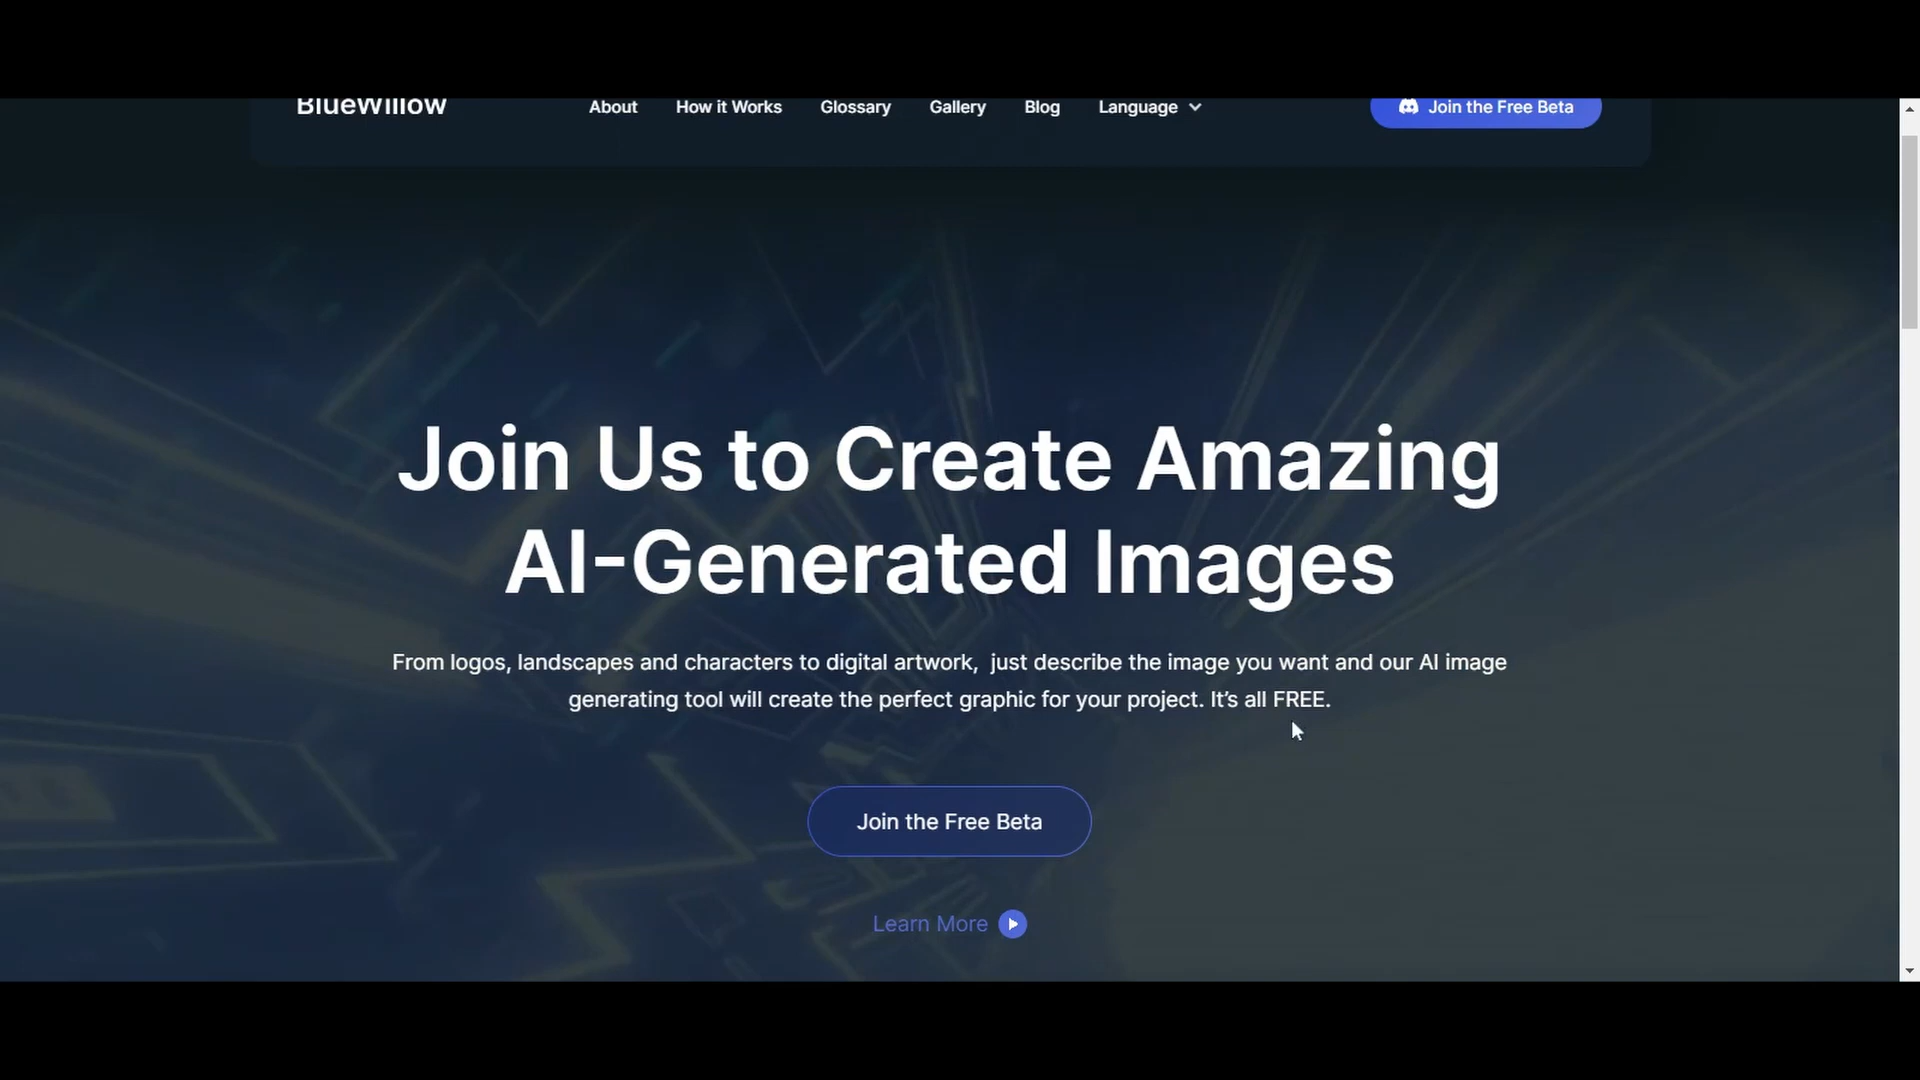 BlueWillow
About
How it Works
Glossary
Gallery
Blog
Language
Join the Free Beta
Join Us to Create Amazing
AI-Generated Images
From logos, landscapes and characters to digital artwork,  just describe the image you want and our AI image
generating tool will create the perfect graphic for your project. It’s all FREE.
Join the Free Beta
Learn More